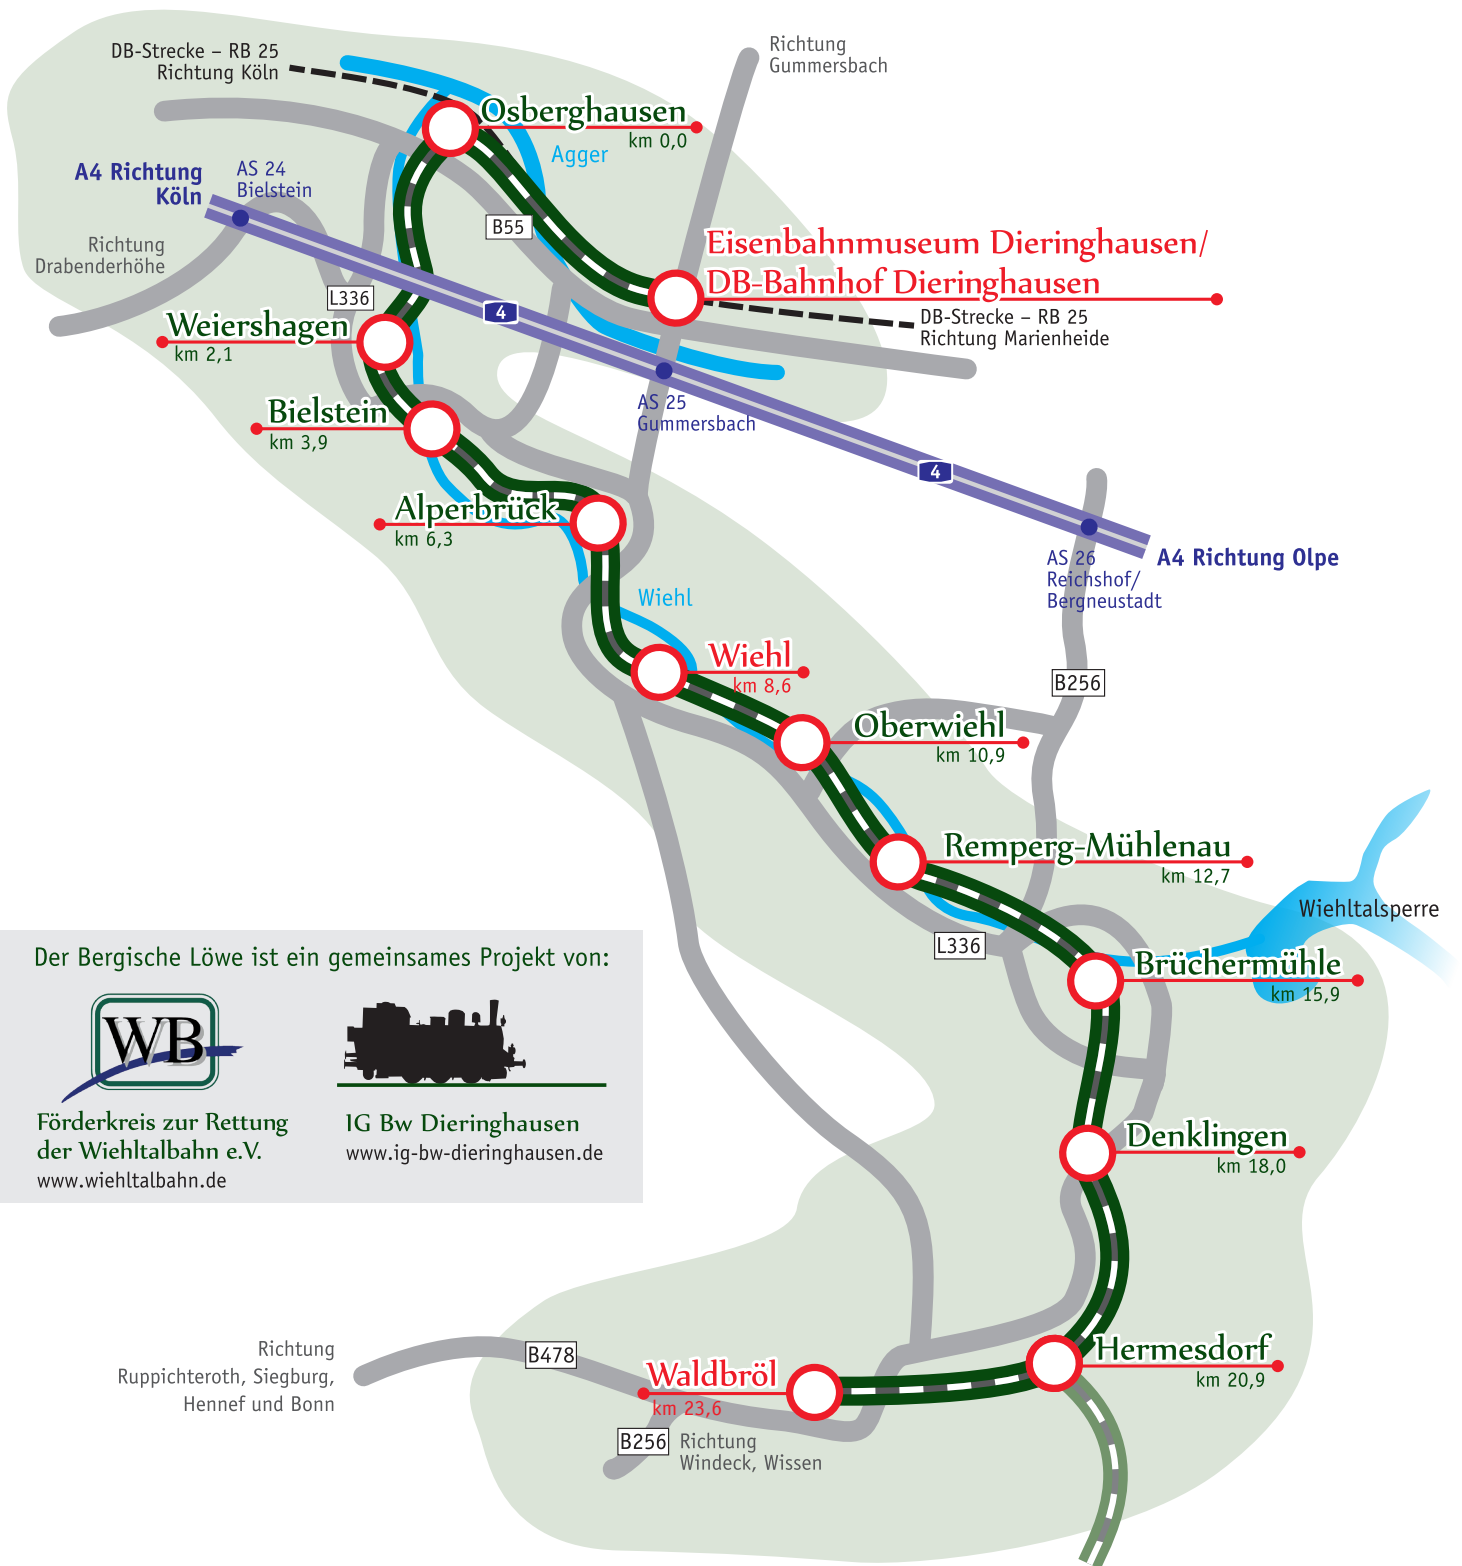 DB-Strecke – RB 25
Richtung Köln
Richtung
Gummersbach
Osberghausen
km 0,0
Agger
A4 Richtung
Köln
AS 24
Bielstein
Richtung
Drabenderhöhe
B55
L336
Eisenbahnmuseum Dieringhausen/
DB-Bahnhof Dieringhausen
4
DB-Strecke – RB 25
Richtung Marienheide
Weiershagen
km 2,1
AS 25
Gummersbach
Bielstein
km 3,9
4
Alperbrück
km 6,3
AS 26
Reichshof/
Bergneustadt
A4 Richtung Olpe
Wiehl
Wiehl
km 8,6
B256
Oberwiehl
km 10,9
Remperg-Mühlenau
km 12,7
Wiehltalsperre
L336
Brüchermühle
km 15,9
Der Bergische Löwe ist ein gemeinsames Projekt von:
WB
Förderkreis zur Rettung
der Wiehltalbahn e.V.
www.wiehltalbahn.de
IG Bw Dieringhausen
www.ig-bw-dieringhausen.de
Denklingen
km 18,0
Hermesdorf
km 20,9
Richtung
Ruppichteroth, Siegburg,
Hennef und Bonn
B478
Waldbröl
km 23,6
B256
Richtung
Windeck, Wissen